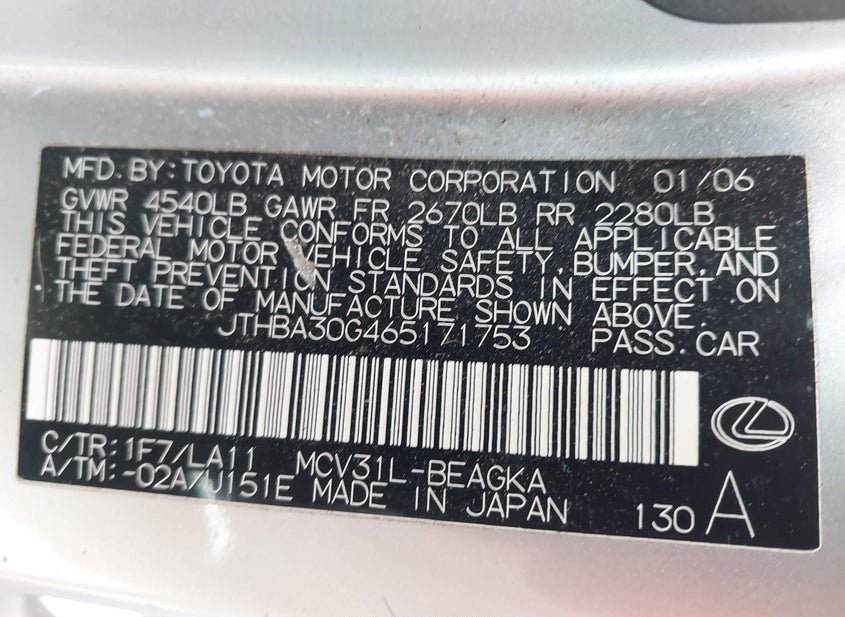 MFD. BY: TOYOTA MOTOR CORPORATION 01/06
GVWR 4540LB GAWR FR 2670LB RR 2280LB
THIS VEHICLE CONFORMS TO ALL APPLICABLE
FEDERAL MOTOR VEHICLE SAFETY, BUMPER, AND
THEFT PREVENTION STANDARDS IN EFFECT ON
THE DATE OF MANUFACTURE SHOWN ABOVE.
JTHBA30G465171753 PASS. CAR
C/TR: 1F7/LA11 MCV31L-BEAGKA
A/TM: -02A/U151E MADE IN JAPAN 130 A